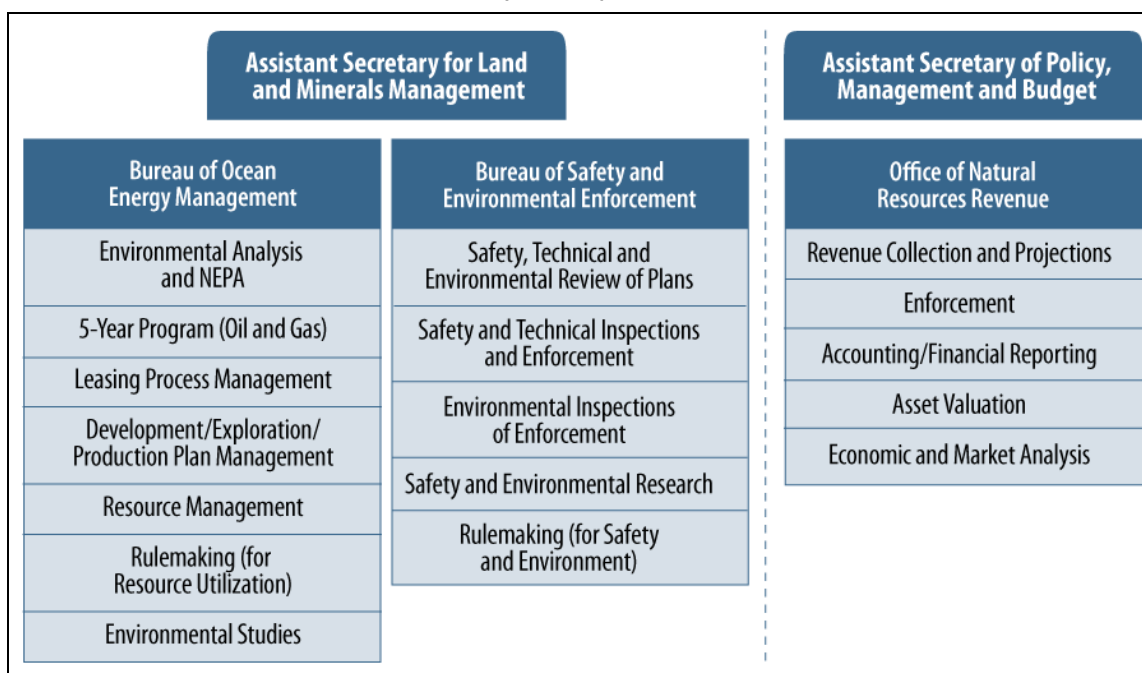 Assistant Secretary for Land
and Minerals Management
Assistant Secretary of Policy,
Management and Budget
Bureau of Ocean
Energy Management
Environmental Analysis
and NEPA
5-Year Program (Oil and Gas)
Leasing Process Management
Development/Exploration/
Production Plan Management
Resource Management
Rulemaking (for
Resource Utilization)
Environmental Studies
Bureau of Safety and
Environmental Enforcement
Safety, Technical and
Environmental Review of Plans
Safety and Technical Inspections
and Enforcement
Environmental Inspections
of Enforcement
Safety and Environmental Research
Rulemaking (for Safety
and Environment)
Office of Natural
Resources Revenue
Revenue Collection and Projections
Enforcement
Accounting/Financial Reporting
Asset Valuation
Economic and Market Analysis